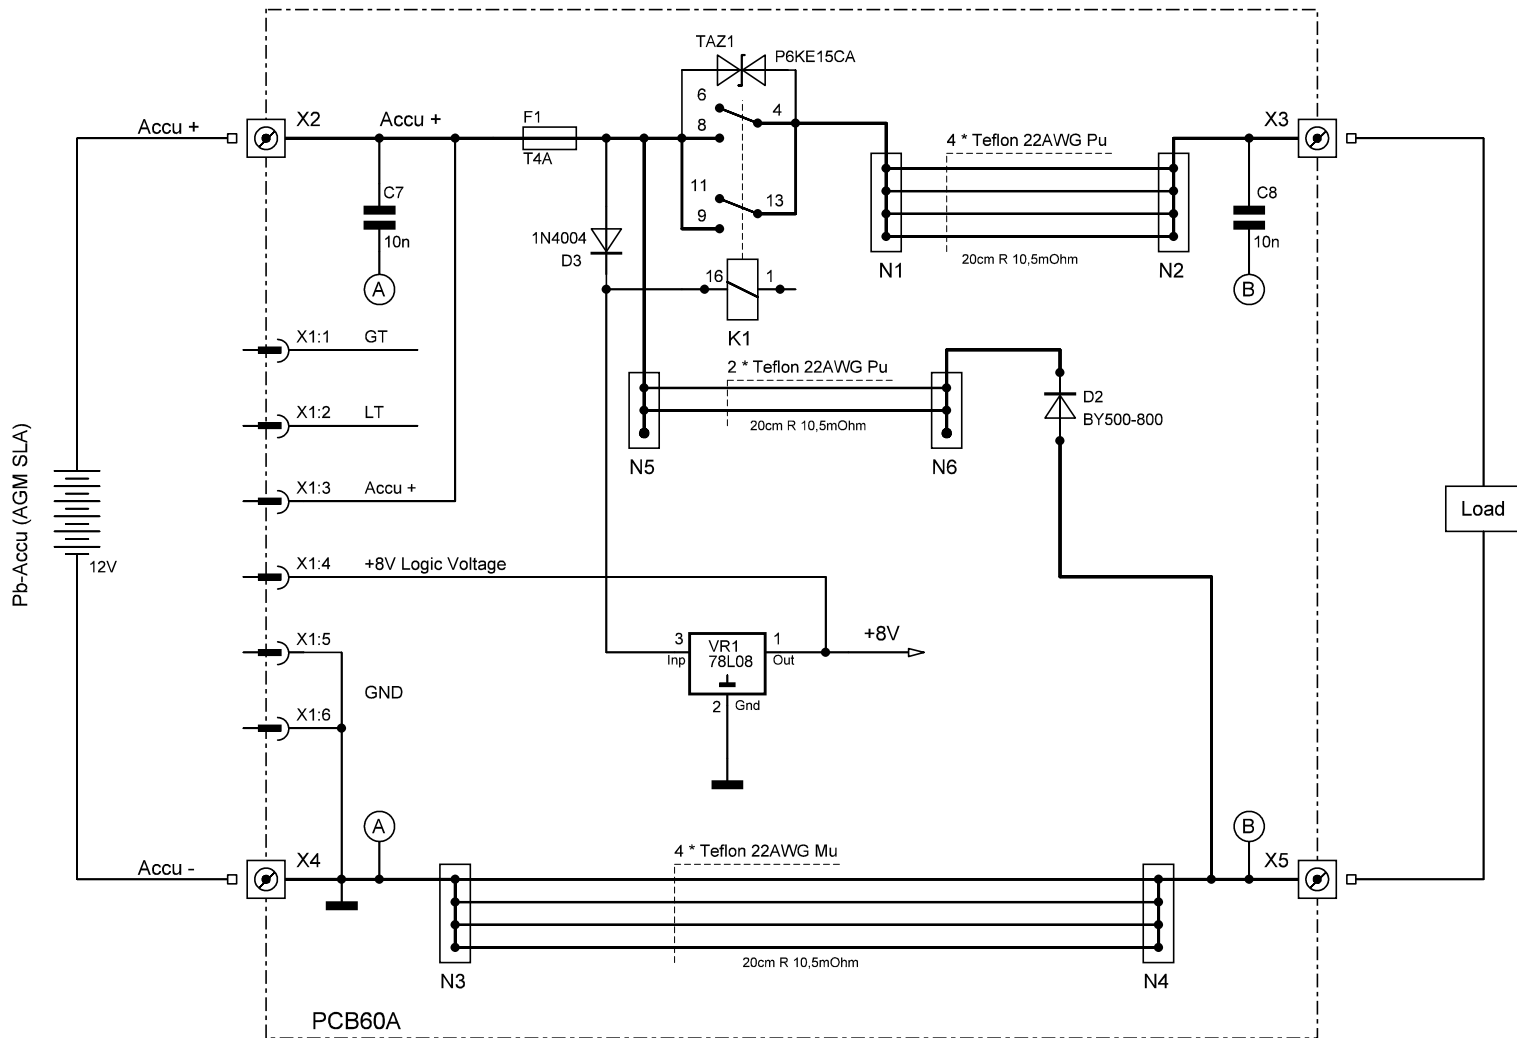 TAZ1
P6KE15CA
Accu +
X2
Accu +
F1
T4A
6
4
8
11
13
9
X3
4 * Teflon 22AWG Pu
C7
10n
A
1N4004
D3
16
1
K1
N1
20cm R 10,5mOhm
N2
C8
10n
B
X1:1
GT
2 * Teflon 22AWG Pu
X1:2
LT
20cm R 10,5mOhm
D2
BY500-800
N5
N6
X1:3
Accu +
Load
Pb-Accu (AGM SLA)
12V
X1:4
+8V Logic Voltage
X1:5
3
Inp
VR1
78L08
1
Out
+8V
2
Gnd
GND
X1:6
A
B
Accu -
X4
4 * Teflon 22AWG Mu
X5
20cm R 10,5mOhm
N3
N4
PCB60A